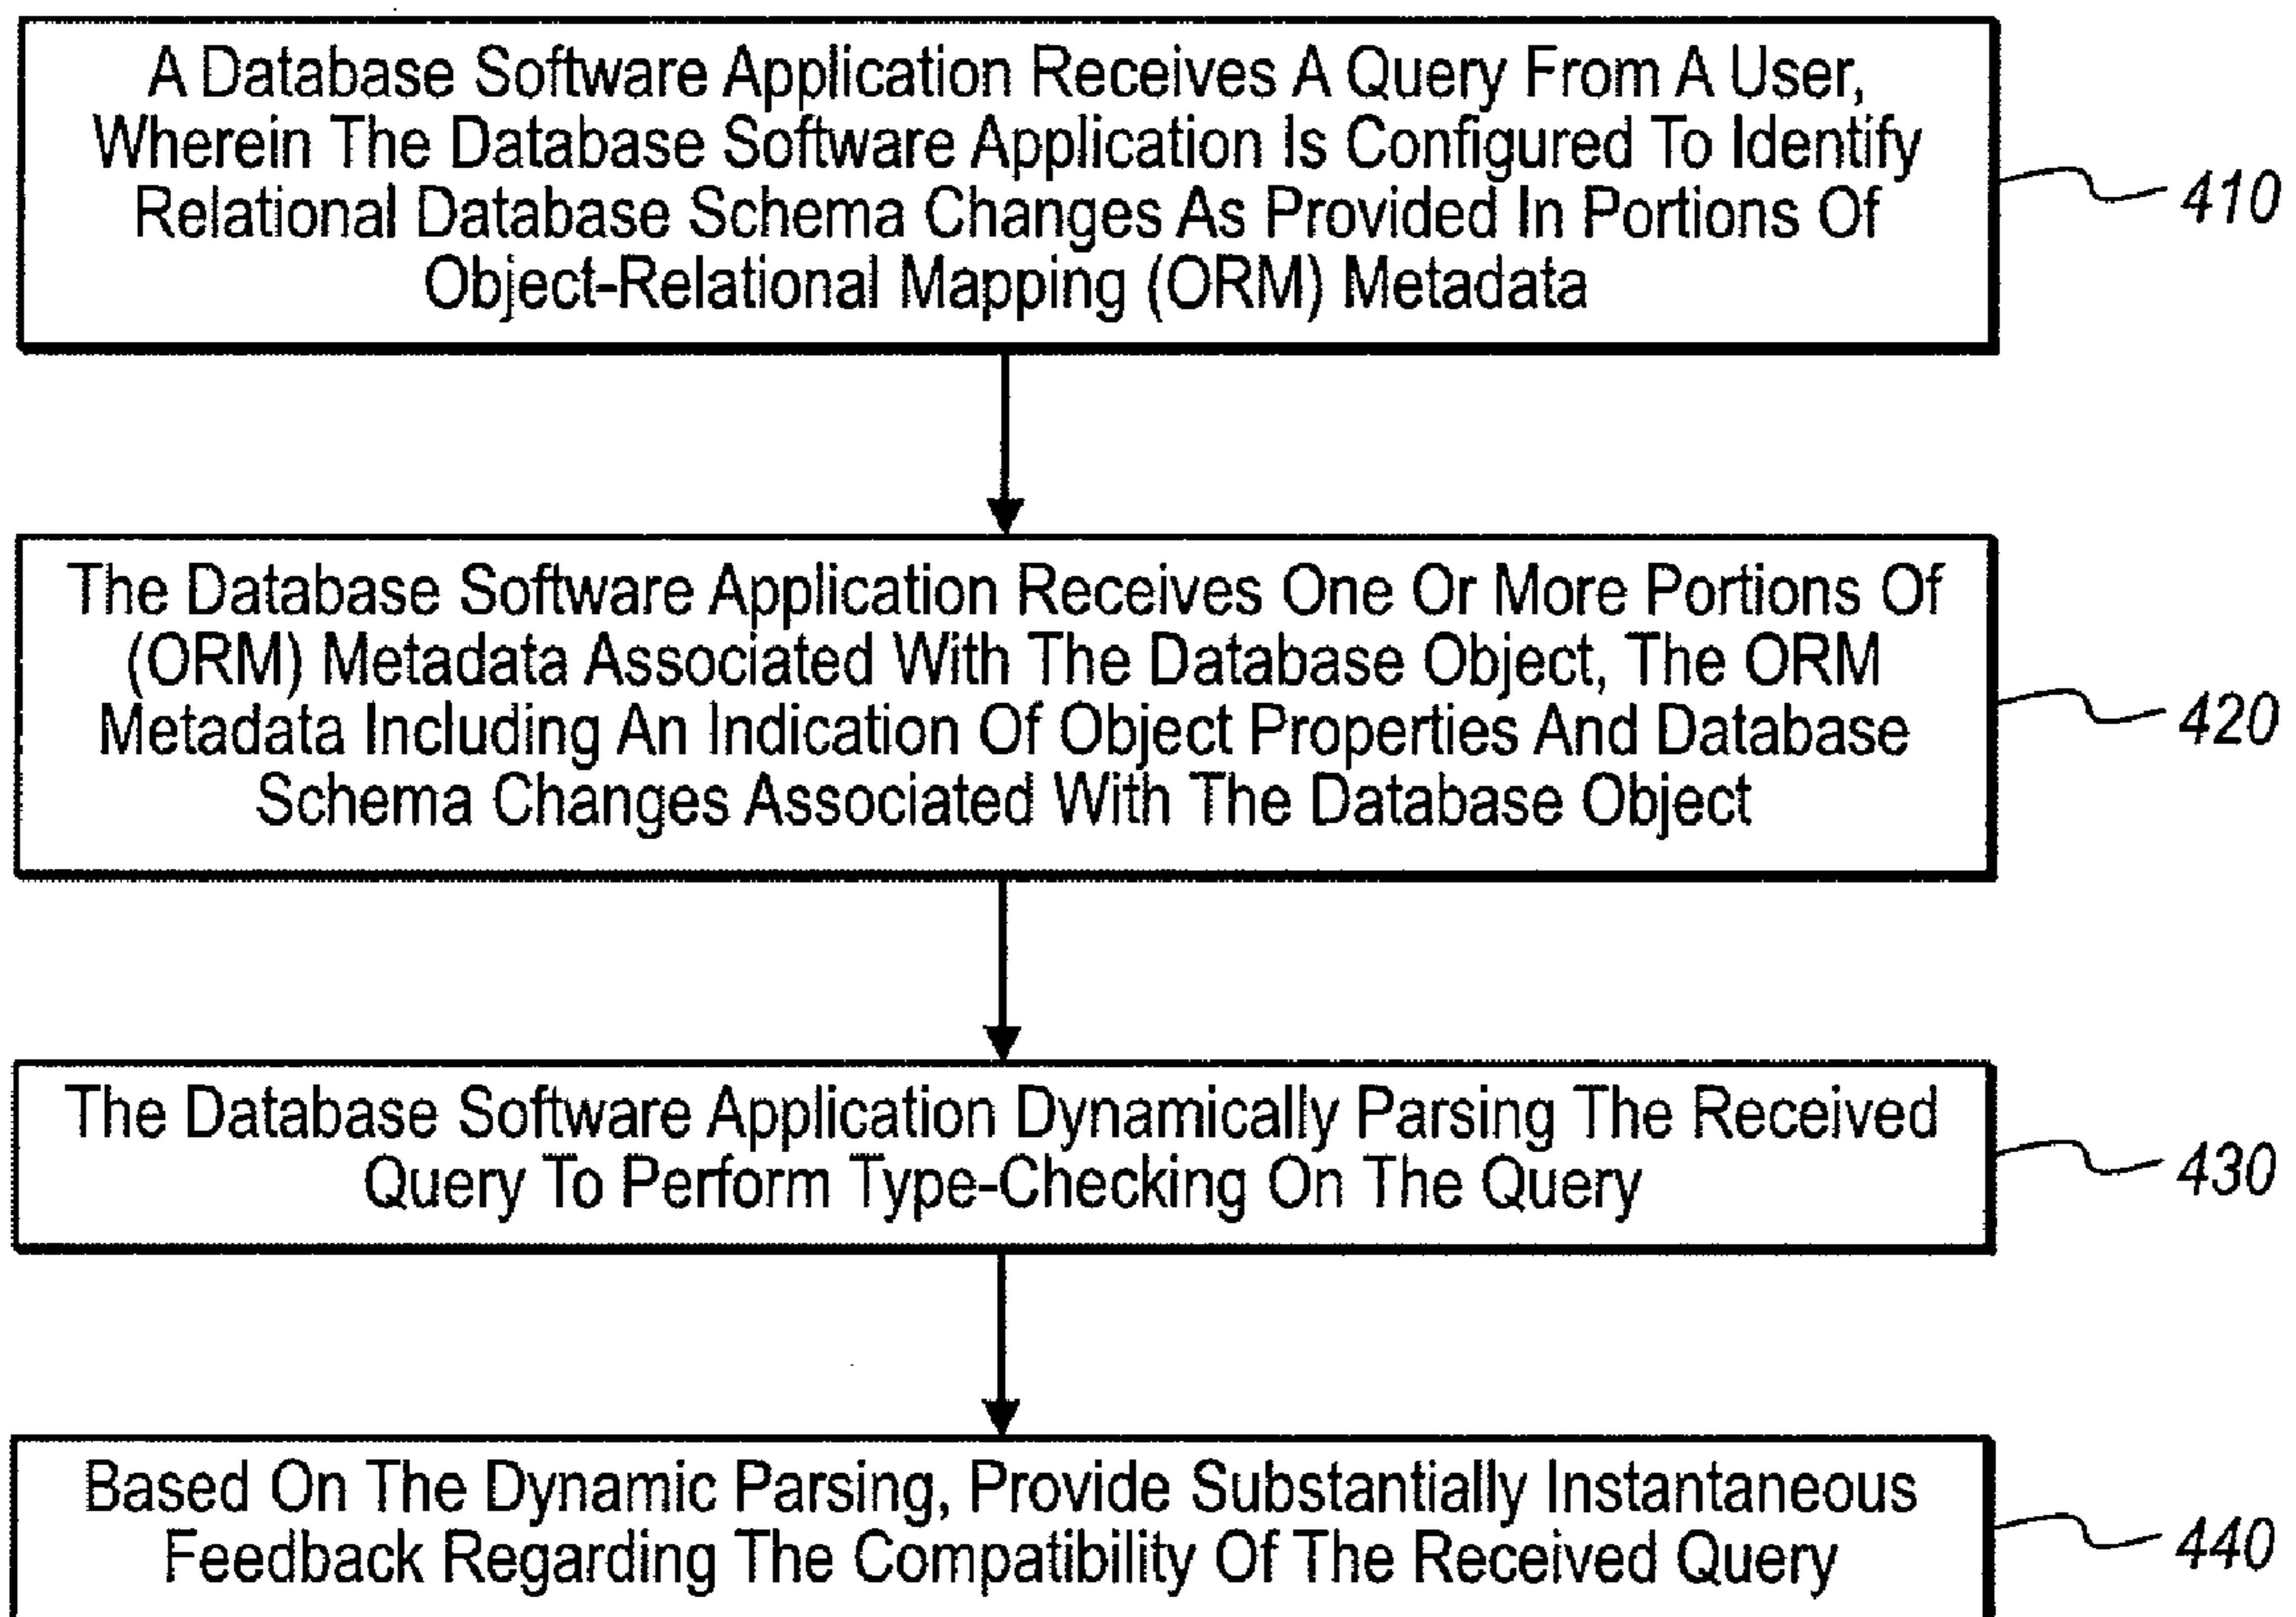 A Database Software Application Receives A Query From A User,
Wherein The Database Software Application Is Configured To Identify
Relational Database Schema Changes As Provided In Portions Of
Object-Relational Mapping (ORM) Metadata
410
The Database Software Application Receives One Or More Portions Of
(ORM) Metadata Associated With The Database Object, The ORM
Metadata Including An Indication Of Object Properties And Database
Schema Changes Associated With The Database Object
420
The Database Software Application Dynamically Parsing The Received
Query To Perform Type-Checking On The Query
430
Based On The Dynamic Parsing, Provide Substantially Instantaneous
Feedback Regarding The Compatibility Of The Received Query
440